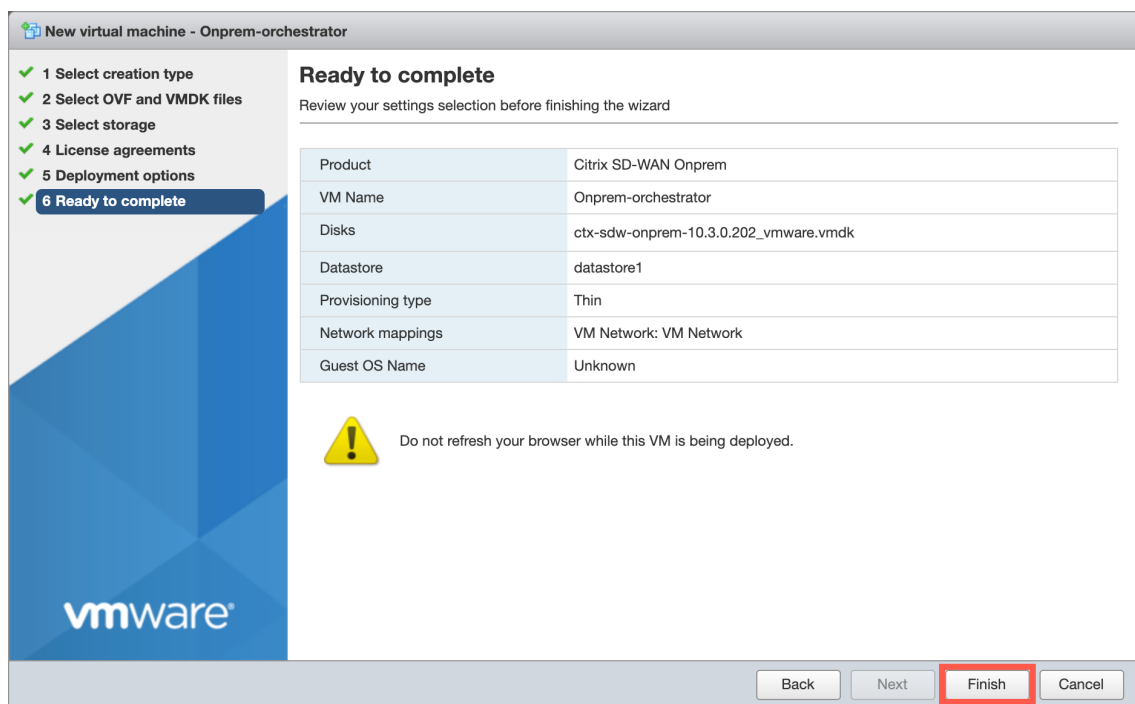 New virtual machine - Onprem-orchestrator
1 Select creation type
2 Select OVF and VMDK files
3 Select storage
4 License agreements
5 Deployment options
6 Ready to complete
vmware®
Ready to complete
Review your settings selection before finishing the wizard
Product Citrix SD-WAN Onprem
VM Name Onprem-orchestrator
Disks ctx-sdw-onprem-10.3.0.202_vmware.vmdk
Datastore datastore1
Provisioning type Thin
Network mappings VM Network: VM Network
Guest OS Name Unknown
Do not refresh your browser while this VM is being deployed.
Back Next Finish Cancel